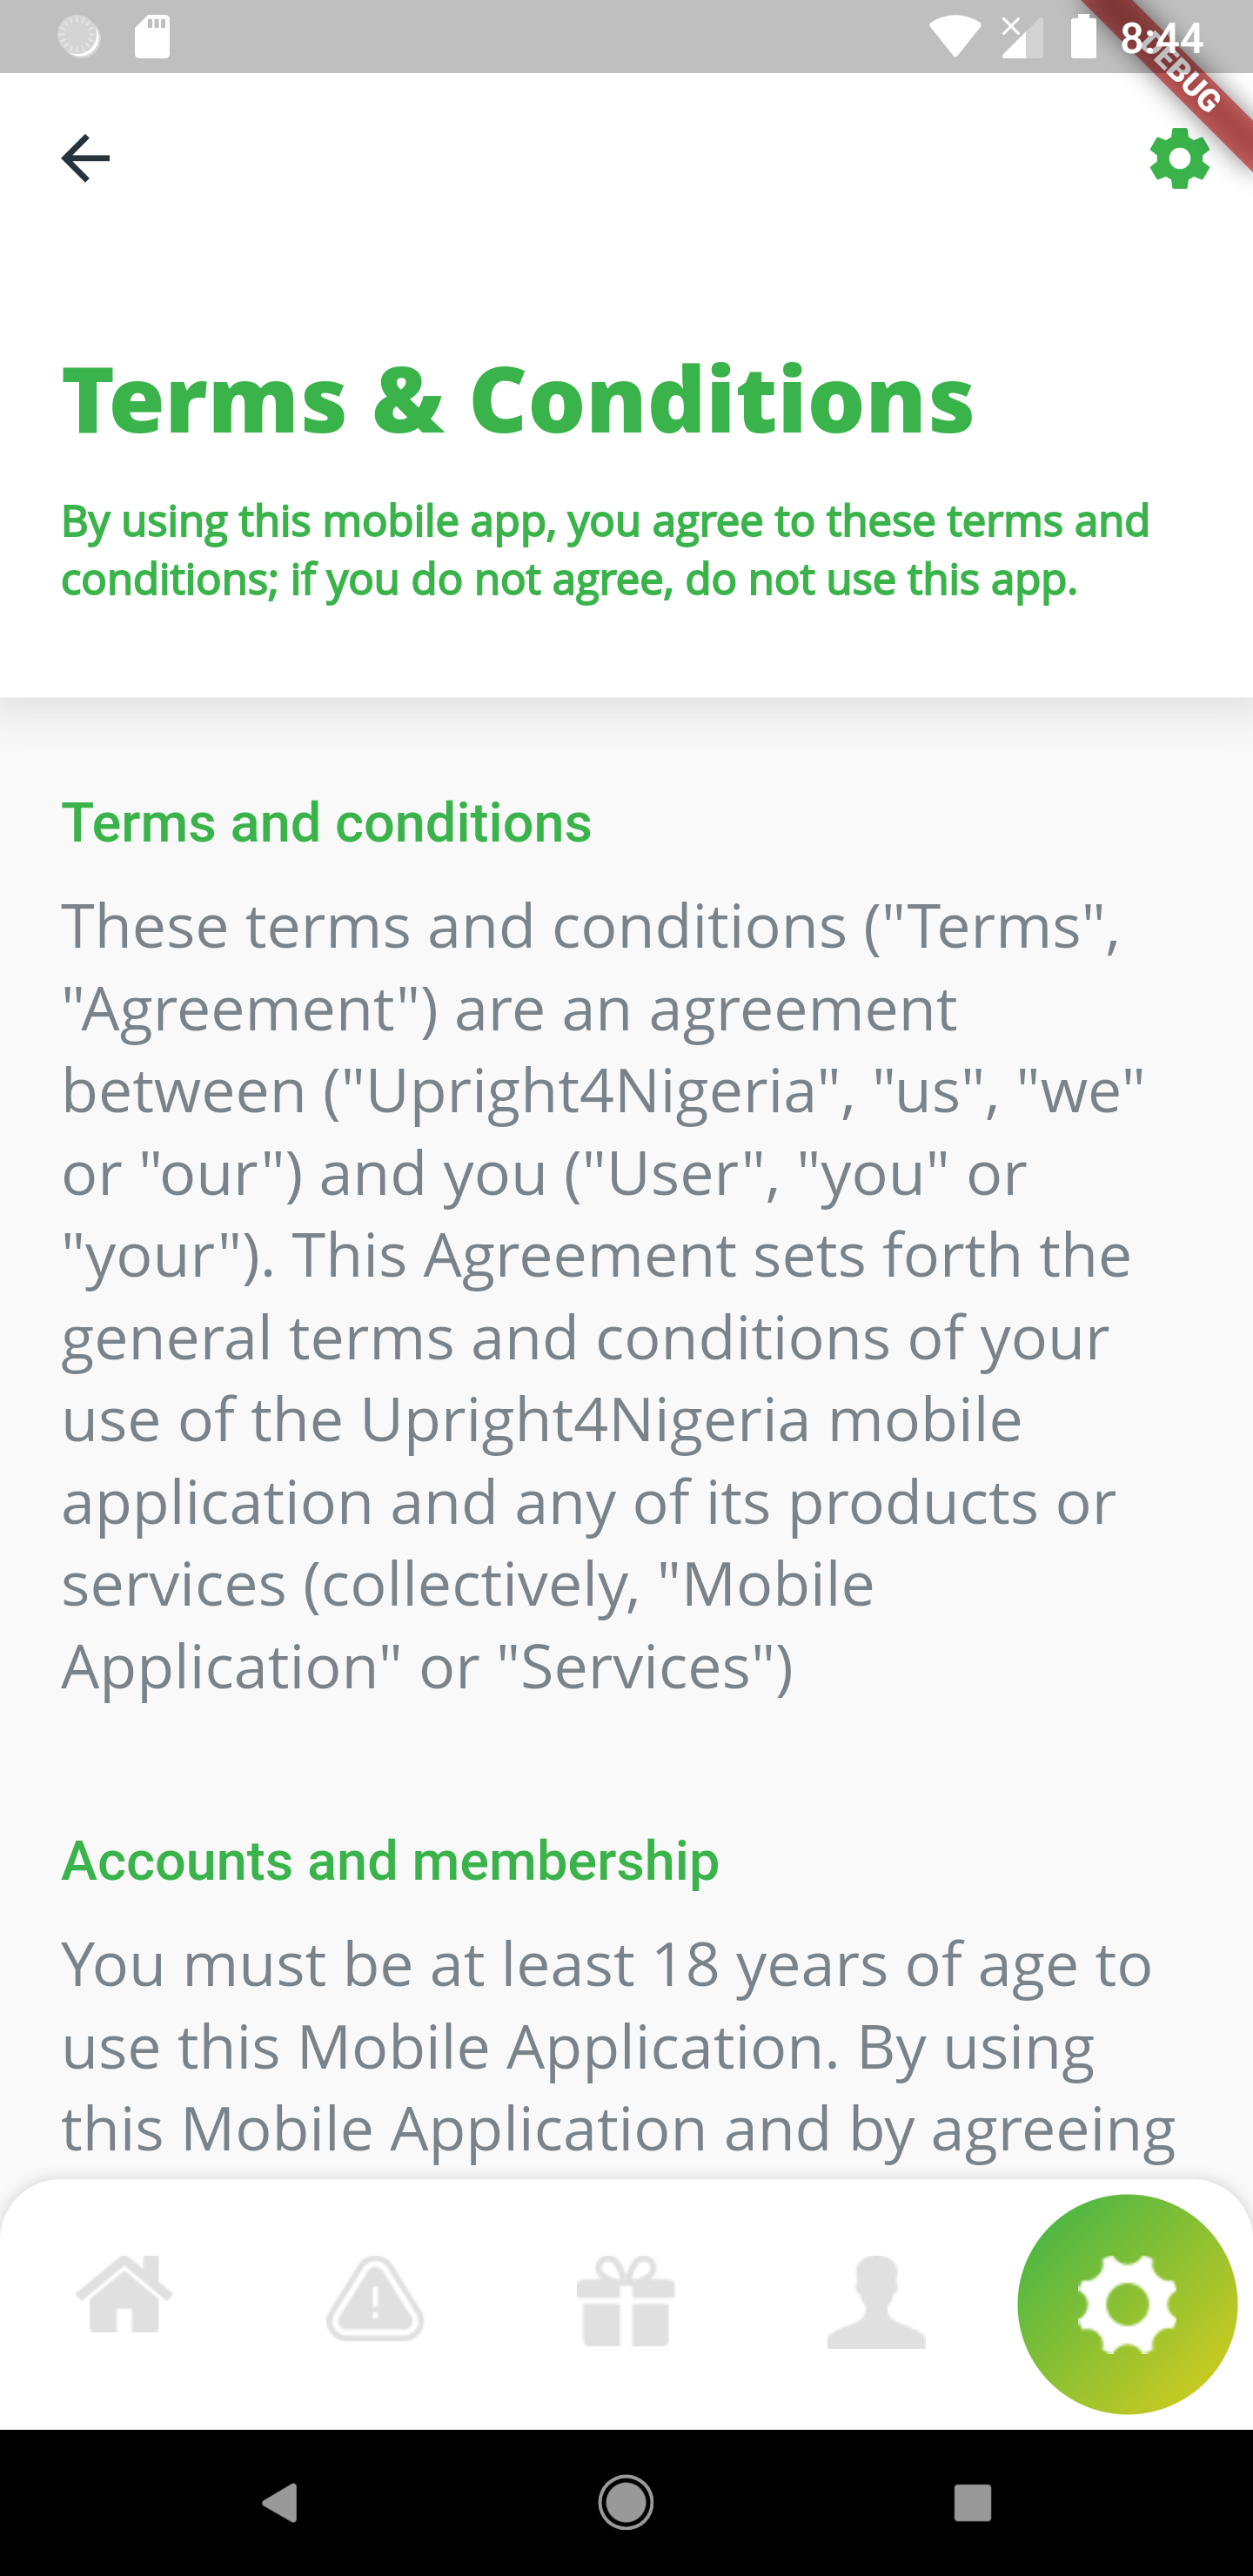 8:44
DEBUG
Terms & Conditions
By using this mobile app, you agree to these terms and
conditions; if you do not agree, do not use this app.
Terms and conditions
These terms and conditions ("Terms",
"Agreement") are an agreement
between ("Upright4Nigeria", "us", "we"
or "our") and you ("User", "you" or
"your"). This Agreement sets forth the
general terms and conditions of your
use of the Upright4Nigeria mobile
application and any of its products or
services (collectively, "Mobile
Application" or "Services")
Accounts and membership
You must be at least 18 years of age to
use this Mobile Application. By using
this Mobile Application and by agreeing